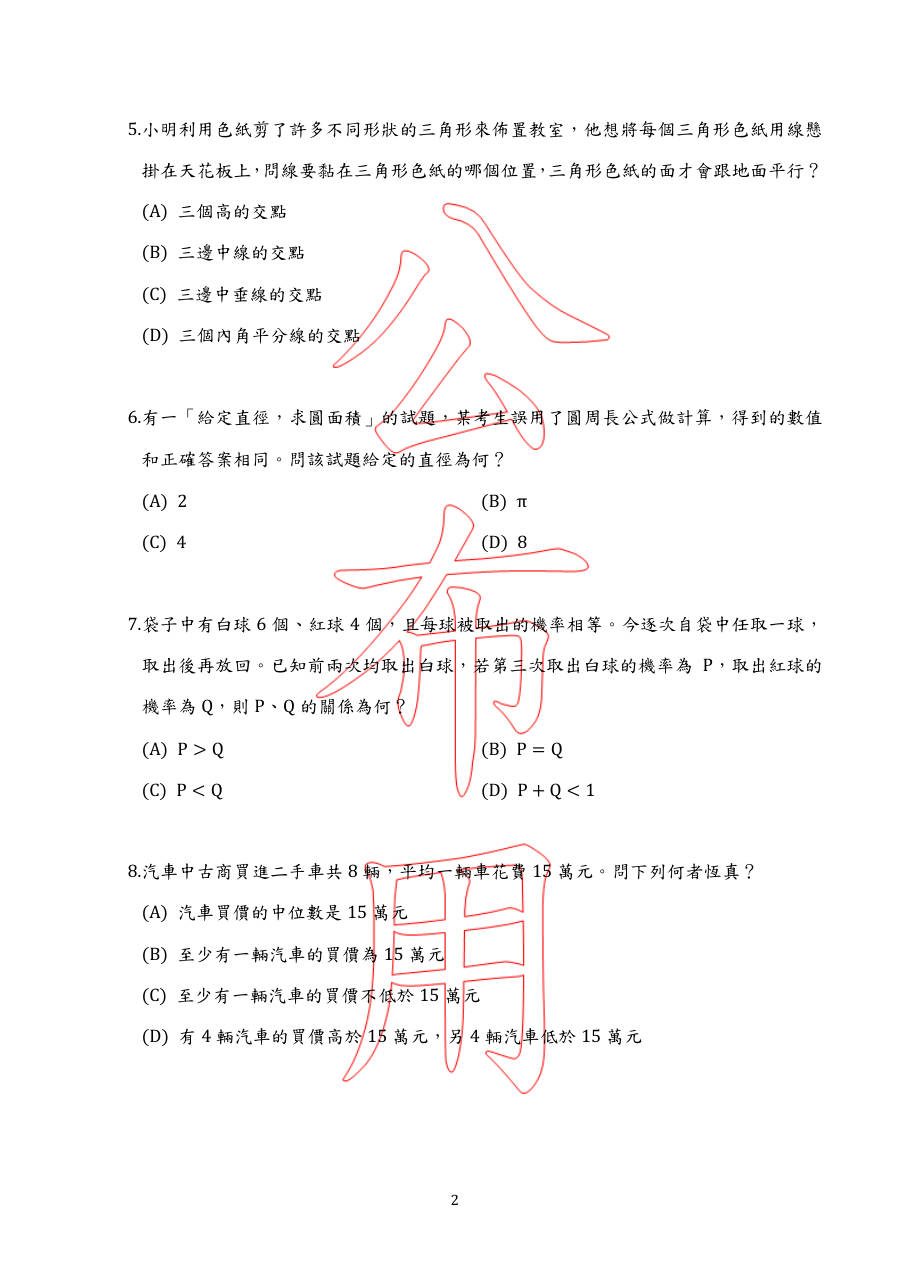 5.小明利用色紙剪了許多不同形狀的三角形來佈置教室，他想將每個三角形色紙用線懸
掛在天花板上，問線要黏在三角形色紙的哪個位置，三角形色紙的面才會跟地面平行？
(A) 三個高的交點
(B) 三邊中線的交點
(C) 三邊中垂線的交點
(D) 三個內角平分線的交點
6.有一「給定直徑，求圓面積」的試題，某考生誤用了圓周長公式做計算，得到的數值
和正確答案相同。問該試題給定的直徑為何？
(A) 2 (B) π
(C) 4 (D) 8
7.袋子中有白球 6 個、紅球 4 個，且每球被取出的機率相等。今逐次自袋中任取一球，
取出後再放回。已知前兩次均取出白球，若第三次取出白球的機率為 P，取出紅球的
機率為 Q，則 P、Q 的關係為何？
(A) P > Q (B) P = Q
(C) P < Q (D) P + Q < 1
8.汽車中古商買進二手車共 8 輛，平均一輛車花費 15 萬元。問下列何者恆真？
(A) 汽車買價的中位數是 15 萬元
(B) 至少有一輛汽車的買價為 15 萬元
(C) 至少有一輛汽車的買價不低於 15 萬元
(D) 有 4 輛汽車的買價高於 15 萬元，另 4 輛汽車低於 15 萬元
公布用
2